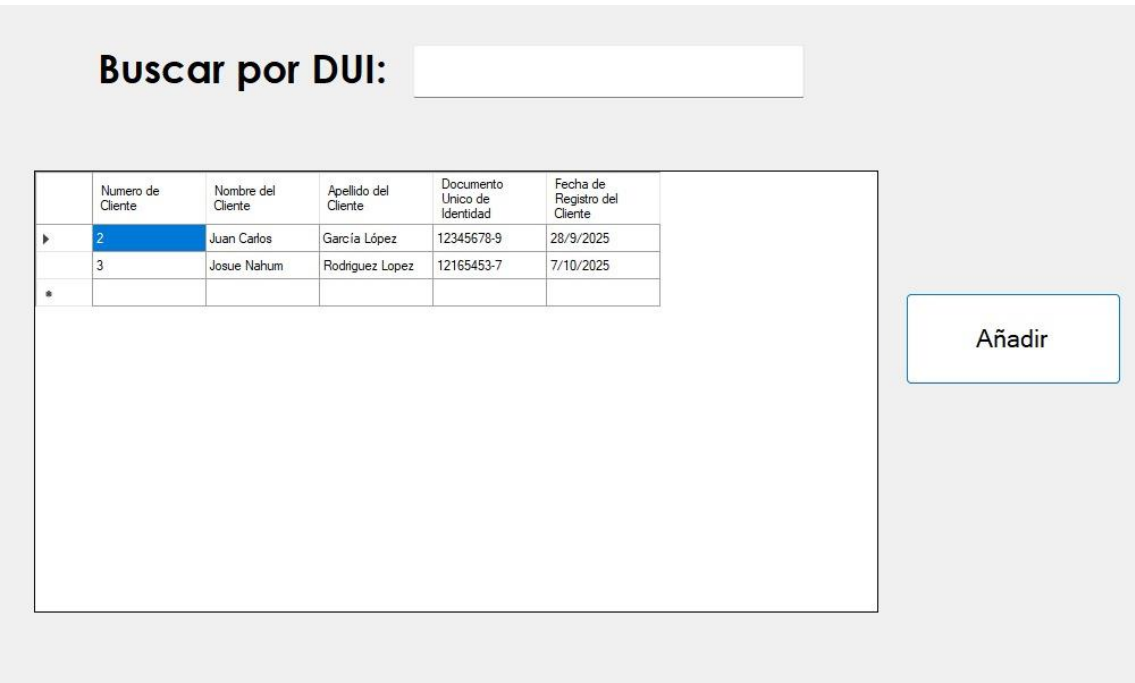 Buscar por DUI:
Numero de
Cliente
Nombre del
Cliente
Apellido del
Cliente
Documento
Unico de
Identidad
Fecha de
Registro del
Cliente
2 Juan Carlos García López 12345678-9 28/9/2025
3 Josue Nahum Rodriguez Lopez 12165453-7 7/10/2025
Añadir